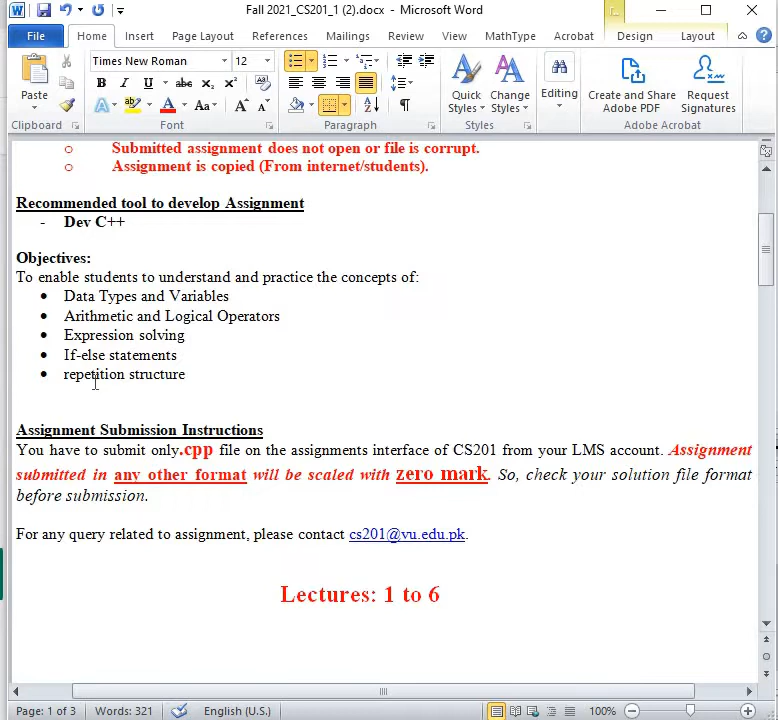 Fall 2021_CS201_1 (2).docx - Microsoft Word
File Home Insert Page Layout References Mailings Review View MathType Acrobat Design Layout
Times New Roman 12
Paste
Quick Styles
Change Styles
Editing
Create and Share Adobe PDF
Request Signatures
Clipboard Font Paragraph Styles Adobe Acrobat
o Submitted assignment does not open or file is corrupt.
o Assignment is copied (From internet/students).
Recommended tool to develop Assignment
- Dev C++
Objectives:
To enable students to understand and practice the concepts of:
• Data Types and Variables
• Arithmetic and Logical Operators
• Expression solving
• If-else statements
• repetition structure
Assignment Submission Instructions
You have to submit only.cpp file on the assignments interface of CS201 from your LMS account. Assignment
submitted in any other format will be scaled with zero mark. So, check your solution file format
before submission.
For any query related to assignment, please contact cs201@vu.edu.pk.
Lectures: 1 to 6
Page: 1 of 3 Words: 321 English (U.S.) 100%